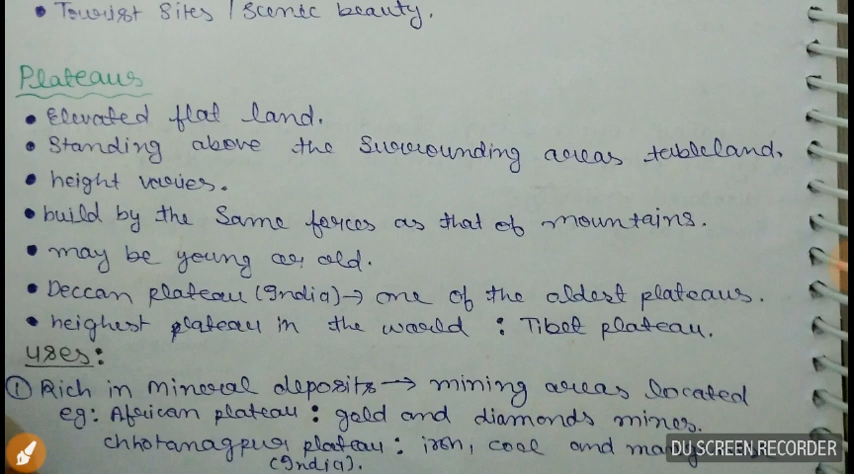 • Tourist Sites / Scenic beauty.
Plateaus
• Elevated flat land.
• Standing above the surrounding areas tableland.
• height varies.
• build by the same forces as that of mountains.
• may be young or old.
• Deccan plateau (India) → one of the oldest plateaus.
• heighest plateau in the world : Tibet plateau.
uses:
① Rich in mineral deposits → mining areas located
eg: African plateau : gold and diamonds mines.
chhotanagpur plateau : iron, coal and
(India).
DU SCREEN RECORDER